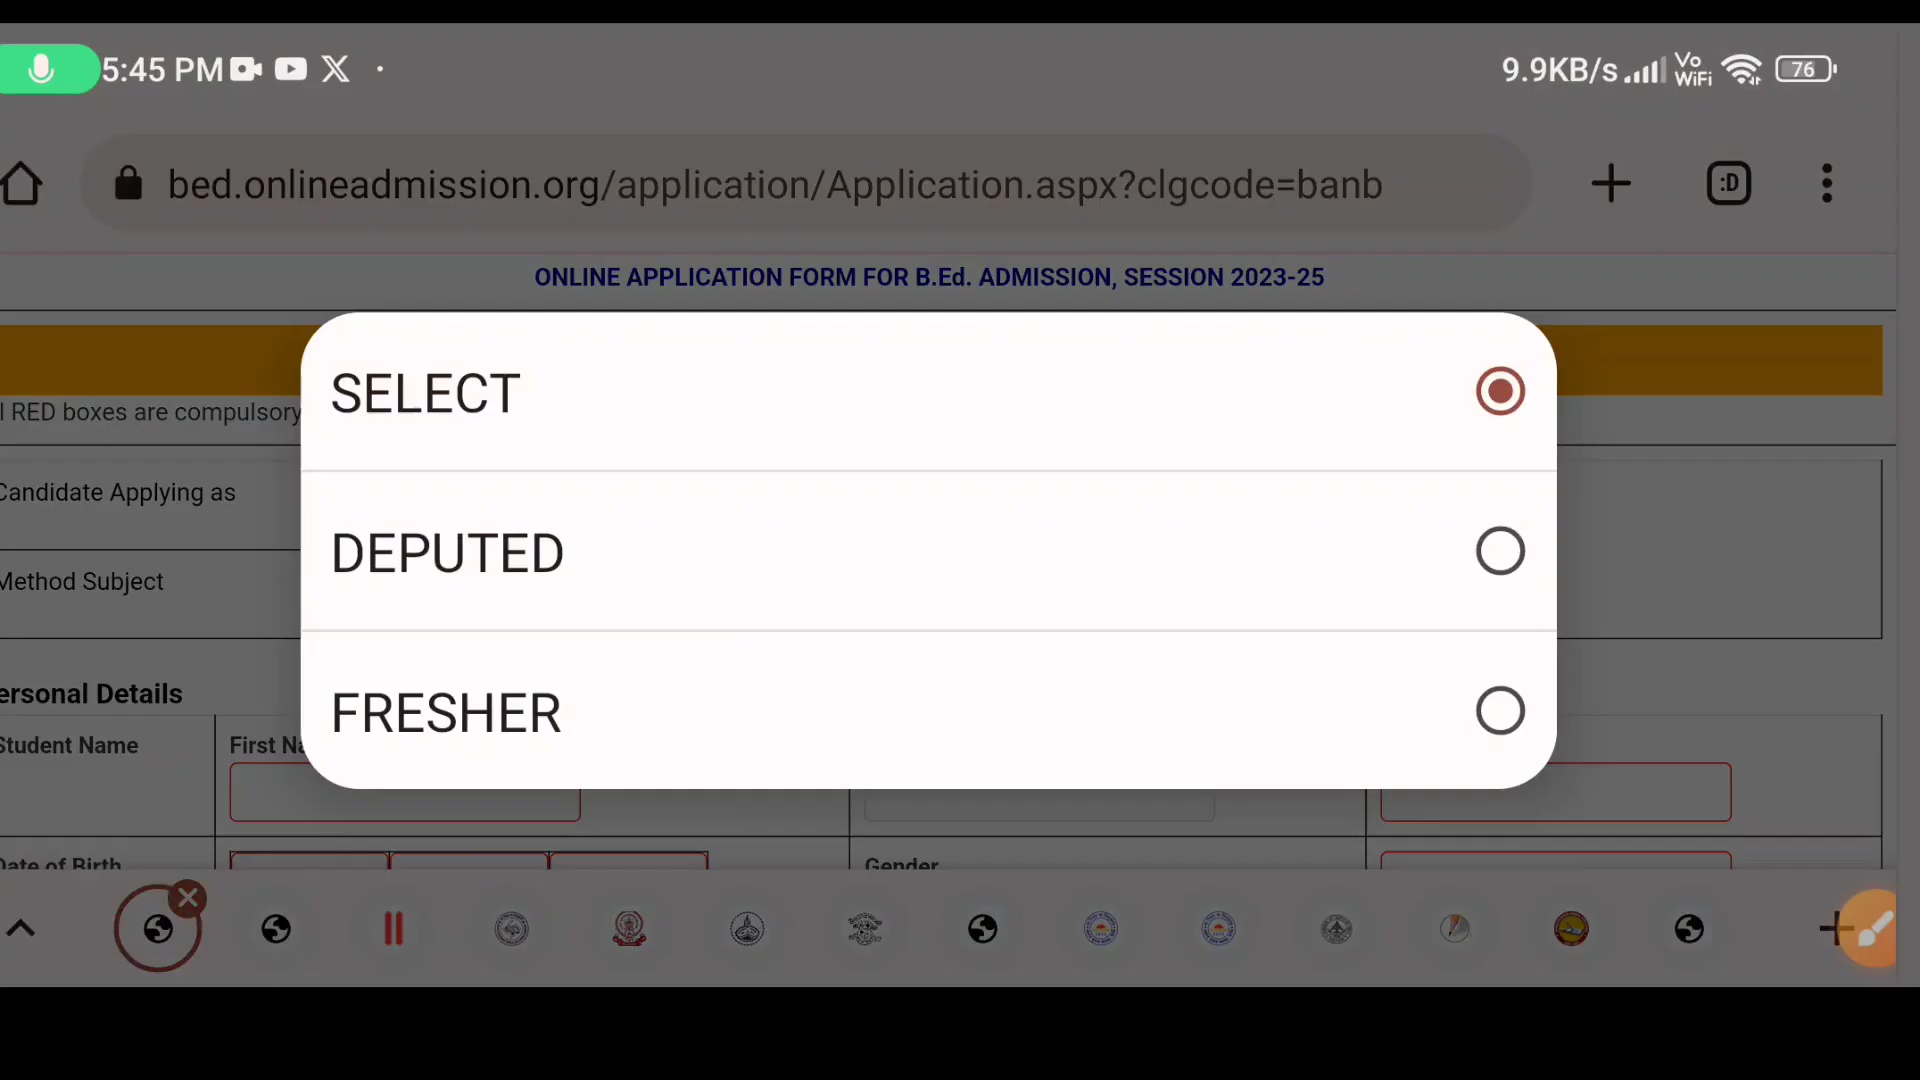 5:45 PM
9.9KB/s Vo WiFi 76
bed.onlineadmission.org/application/Application.aspx?clgcode=banb
:D
ONLINE APPLICATION FORM FOR B.Ed. ADMISSION, SESSION 2023-25
l RED boxes are compulsory
SELECT
Candidate Applying as
DEPUTED
Method Subject
ersonal Details
FRESHER
Student Name
First Na
Date of Birth
Gender